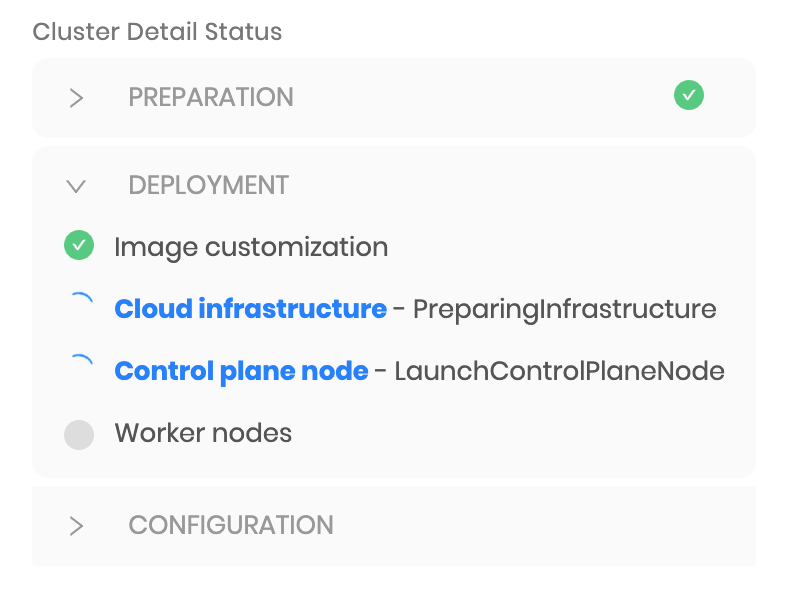 Cluster Detail Status
PREPARATION
DEPLOYMENT
Image customization
Cloud infrastructure - PreparingInfrastructure
Control plane node - LaunchControlPlaneNode
Worker nodes
CONFIGURATION